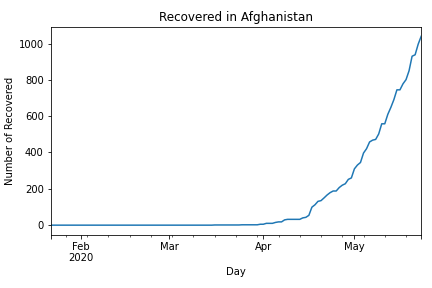 Recovered in Afghanistan
Number of Recovered
1000
800
600
400
200
0
Feb
2020
Mar
Apr
May
Day